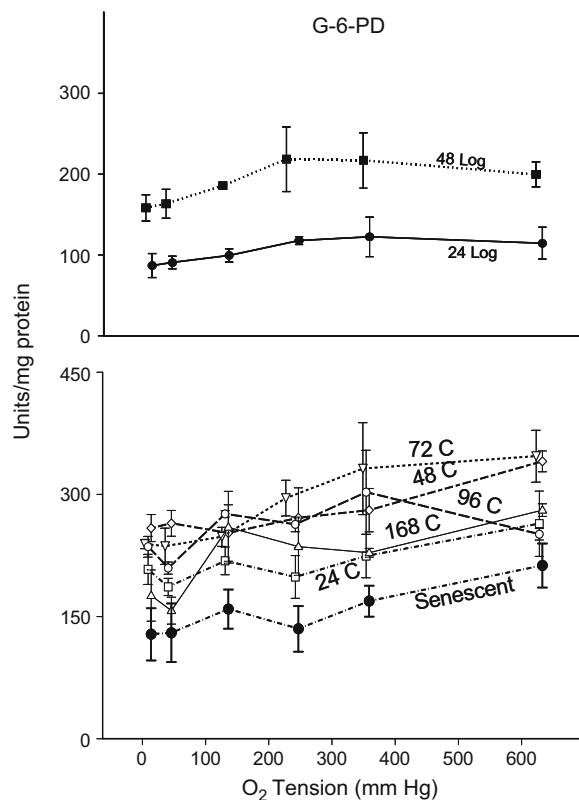 G-6-PD
300
200
100
0
48 Log
24 Log
Units/mg protein
450
300
150
0
72 C
48 C
96 C
168 C
24 C
Senescent
0 100 200 300 400 500 600
O₂ Tension (mm Hg)